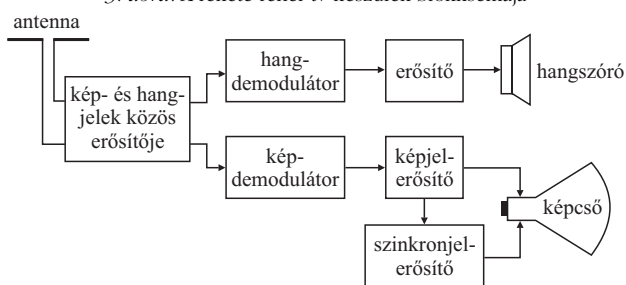 antenna
hang-
demodulátor
erősítő
hangszóró
kép- és hang-
jelek közös
erősítője
kép-
demodulátor
képjel-
erősítő
képcső
szinkronjel-
erősítő